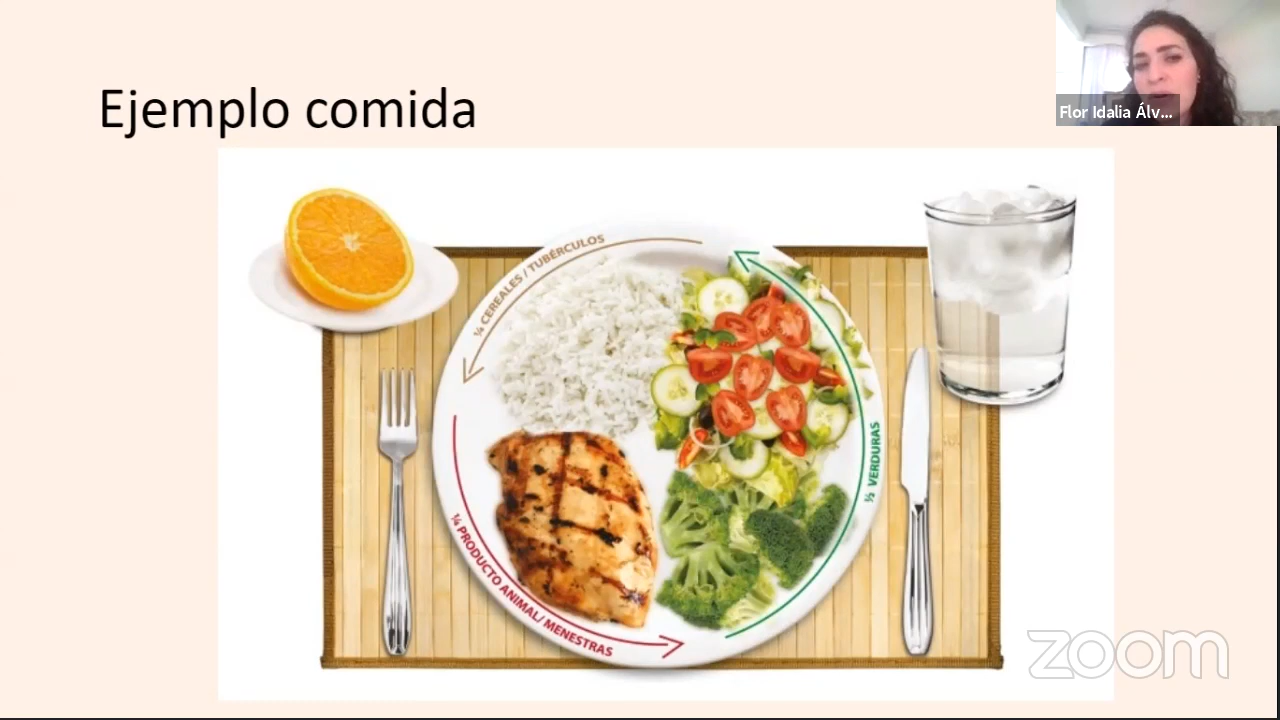 Ejemplo comida
Flor Idalia Álv...
¼ CEREALES / TUBÉRCULOS
½ VERDURAS
¼ PRODUCTO ANIMAL/ MENESTRAS
zoom